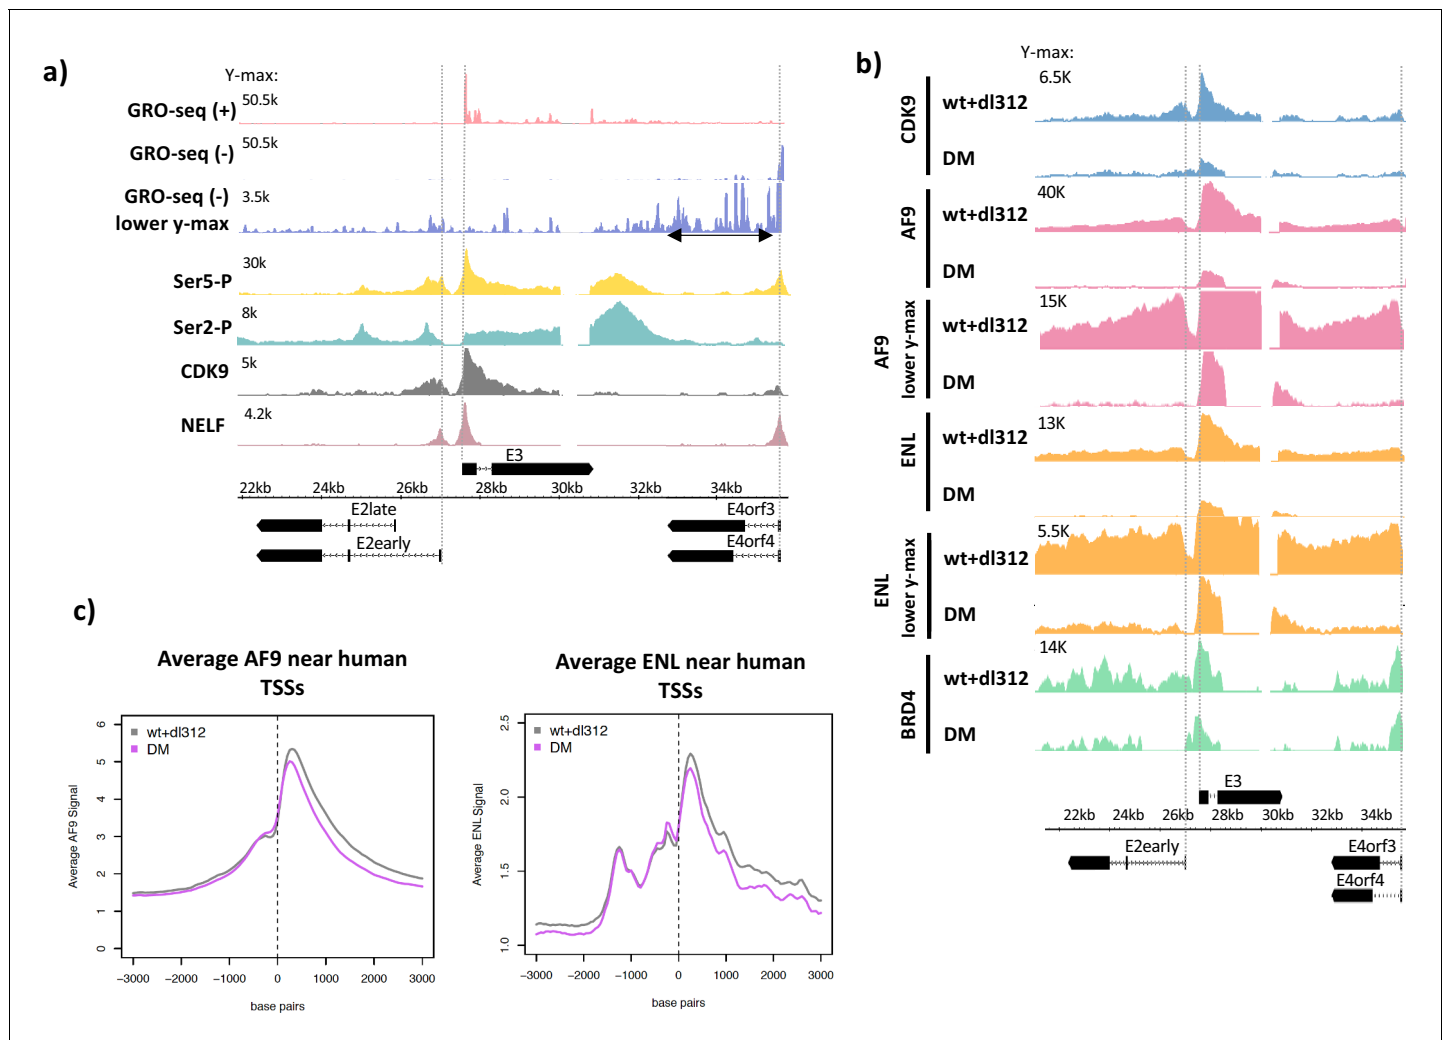 a)
Y-max:
GRO-seq (+)
50.5k
GRO-seq (-)
50.5k
GRO-seq (-)
lower y-max
3.5k
Ser5-P
30k
Ser2-P
8k
CDK9
5k
NELF
4.2k
E3
22kb 24kb 26kb 28kb 30kb 32kb 34kb
E2late
E4orf3
E2early
E4orf4
b)
Y-max:
CDK9
6.5K
wt+dl312
DM
AF9
40K
wt+dl312
DM
AF9
lower y-max
15K
wt+dl312
DM
ENL
13K
wt+dl312
DM
ENL
lower y-max
5.5K
wt+dl312
DM
BRD4
14K
wt+dl312
DM
E3
22kb 24kb 26kb 28kb 30kb 32kb 34kb
E2early
E4orf3
E4orf4
c)
Average AF9 near human
TSSs
wt+dl312
DM
Average AF9 Signal
6
5
4
3
2
1
0
−3000 −2000 −1000 0 1000 2000 3000
base pairs
Average ENL near human
TSSs
wt+dl312
DM
Average ENL Signal
2.5
2.0
1.5
1.0
−3000 −2000 −1000 0 1000 2000 3000
base pairs